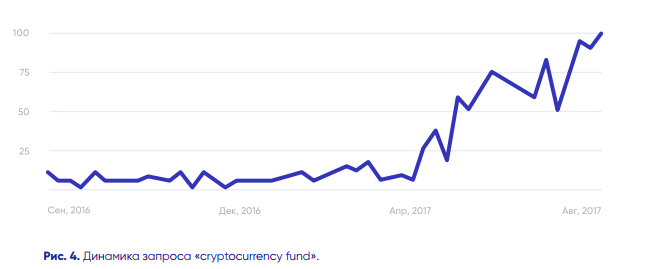 100
75
50
25
Сен, 2016 Дек, 2016 Апр, 2017 Авг, 2017
Рис. 4. Динамика запроса «cryptocurrency fund».